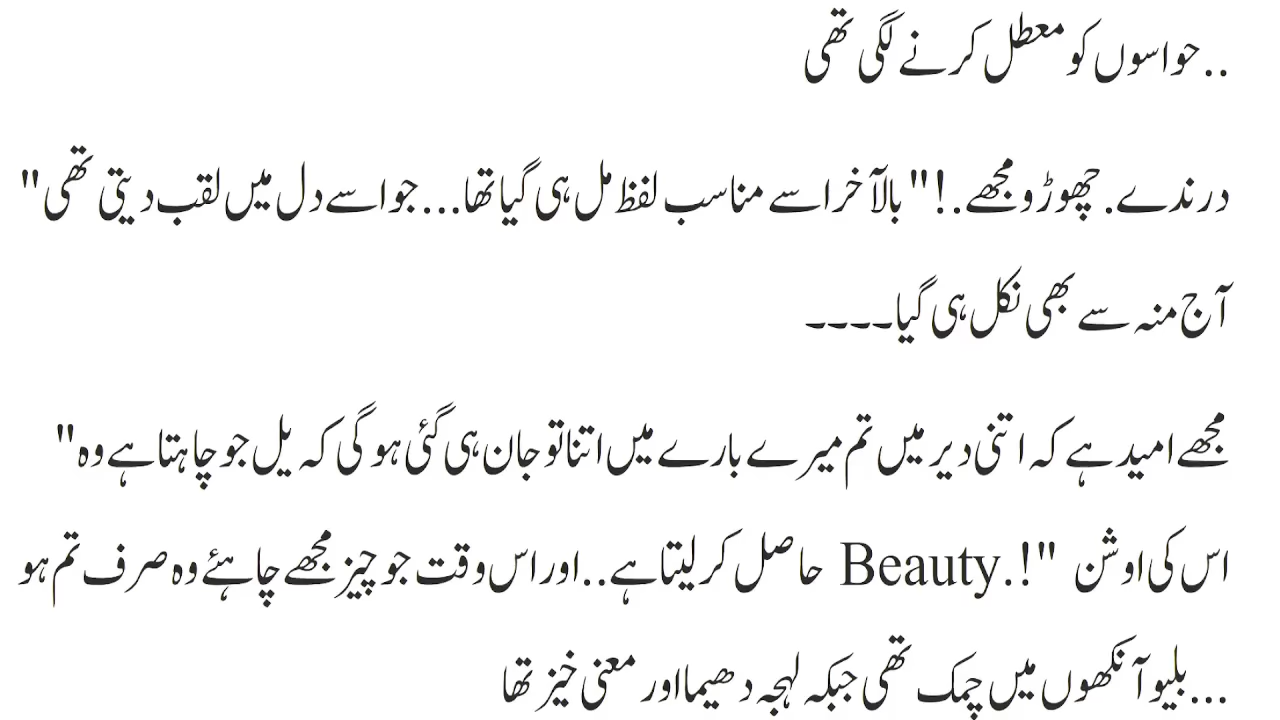 ..حواسوں کو معطل کرنے لگی تھی
درندے. چھوڑو مجھے.!" بالآخر اسے مناسب لفظ مل ہی گیا تھا...جو اسے دل میں لقب دیتی تھی"
آج منہ سے بھی نکل ہی گیا۔۔۔۔
مجھے امید ہے کہ اتنی دیر میں تم میرے بارے میں اتنا تو جان ہی گئی ہو گی کہ یل جو چاہتا ہے وہ"
اس کی اوشن "!.Beauty حاصل کر لیتا ہے..اور اس وقت جو چیز مجھے چاہئے وہ صرف تم ہو
...بلیو آنکھوں میں چمک تھی جبکہ لہجہ دھیما اور معنی خیز تھا